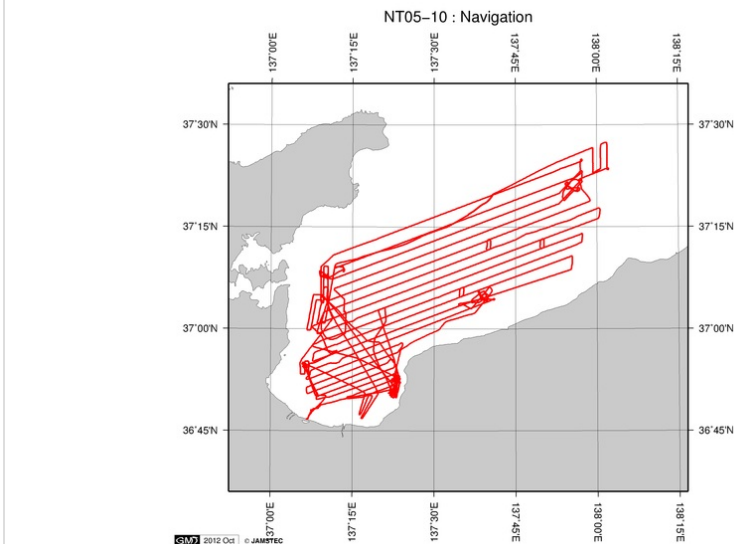 NT05−10 : Navigation
137˚00'E 137˚15'E 137˚30'E 137˚45'E 138˚00'E 138˚15'E
37˚30'N 37˚30'N
37˚15'N 37˚15'N
37˚00'N 37˚00'N
36˚45'N 36˚45'N
137˚00'E 137˚15'E 137˚30'E 137˚45'E 138˚00'E 138˚15'E
GMD 2012 Oct © JAMSTEC